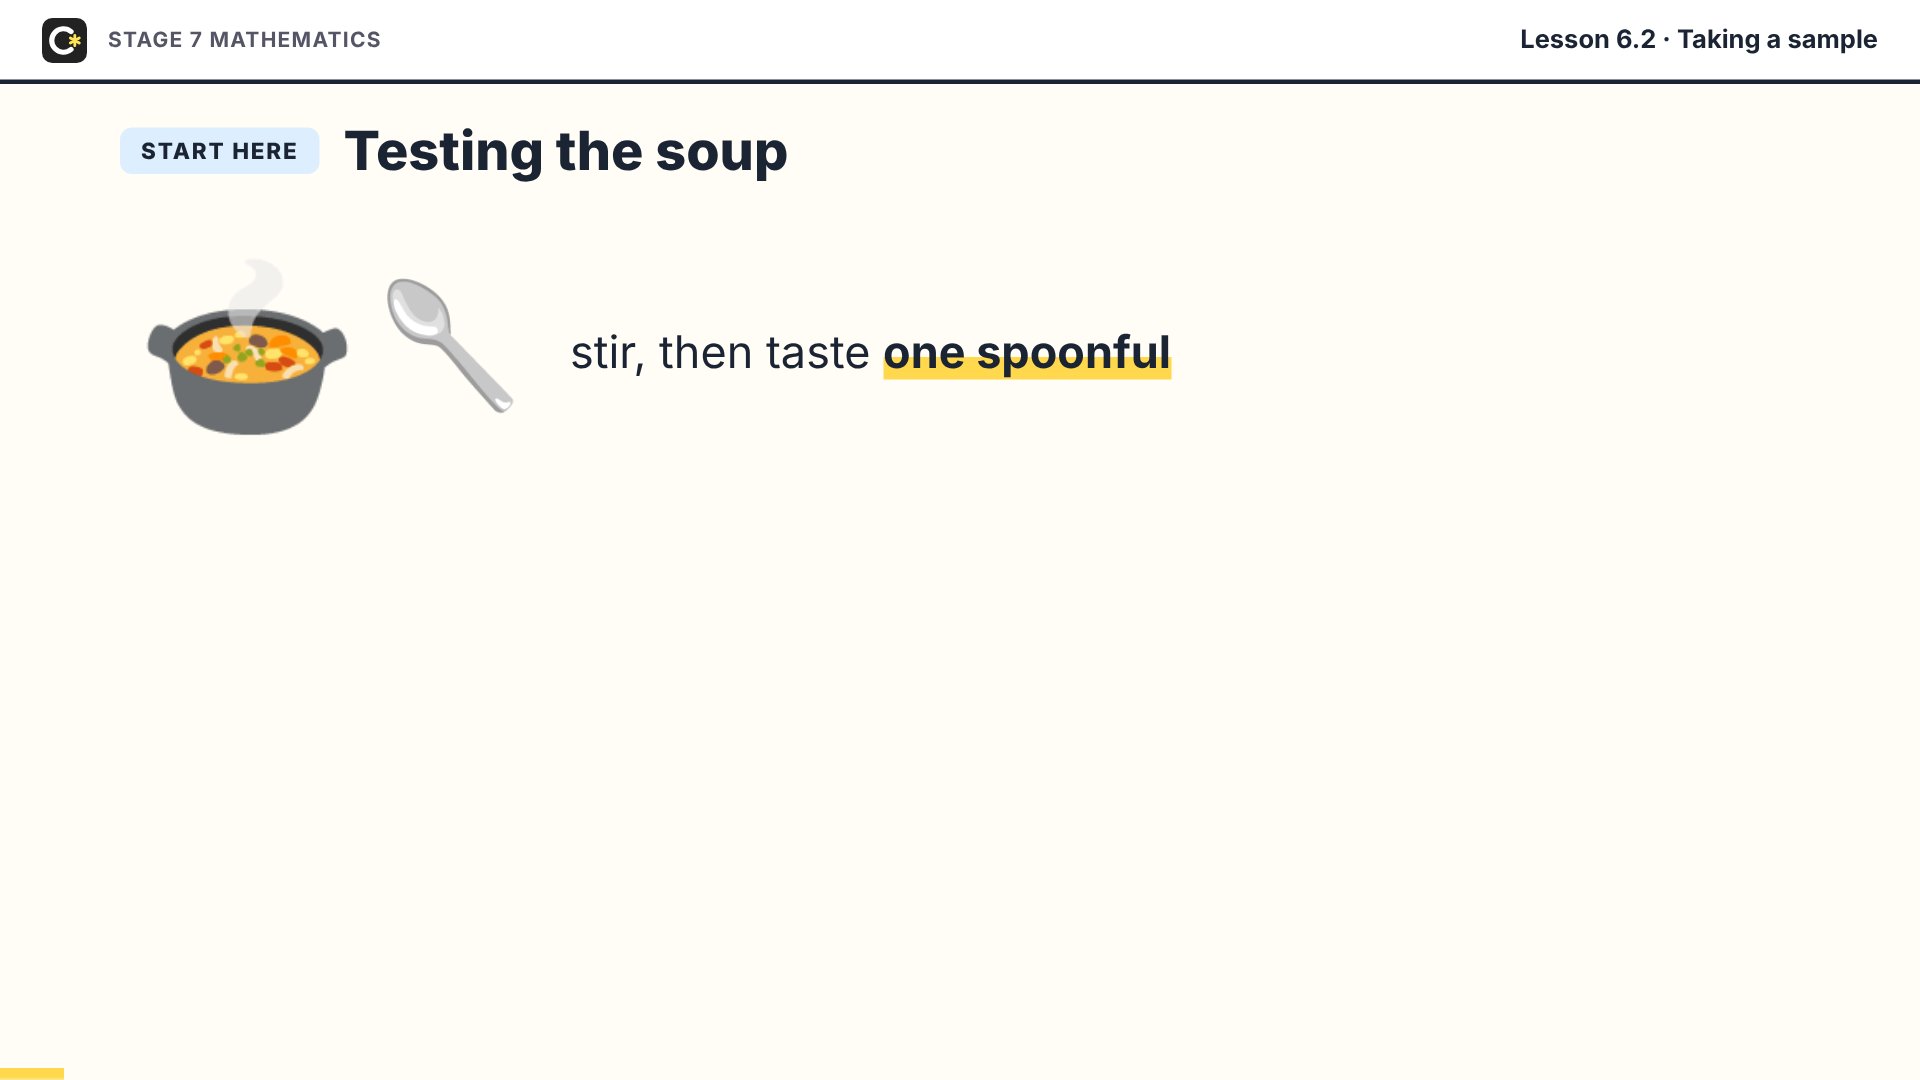 STAGE 7 MATHEMATICS
Lesson 6.2 · Taking a sample
START HERE
Testing the soup
stir, then taste one spoonful